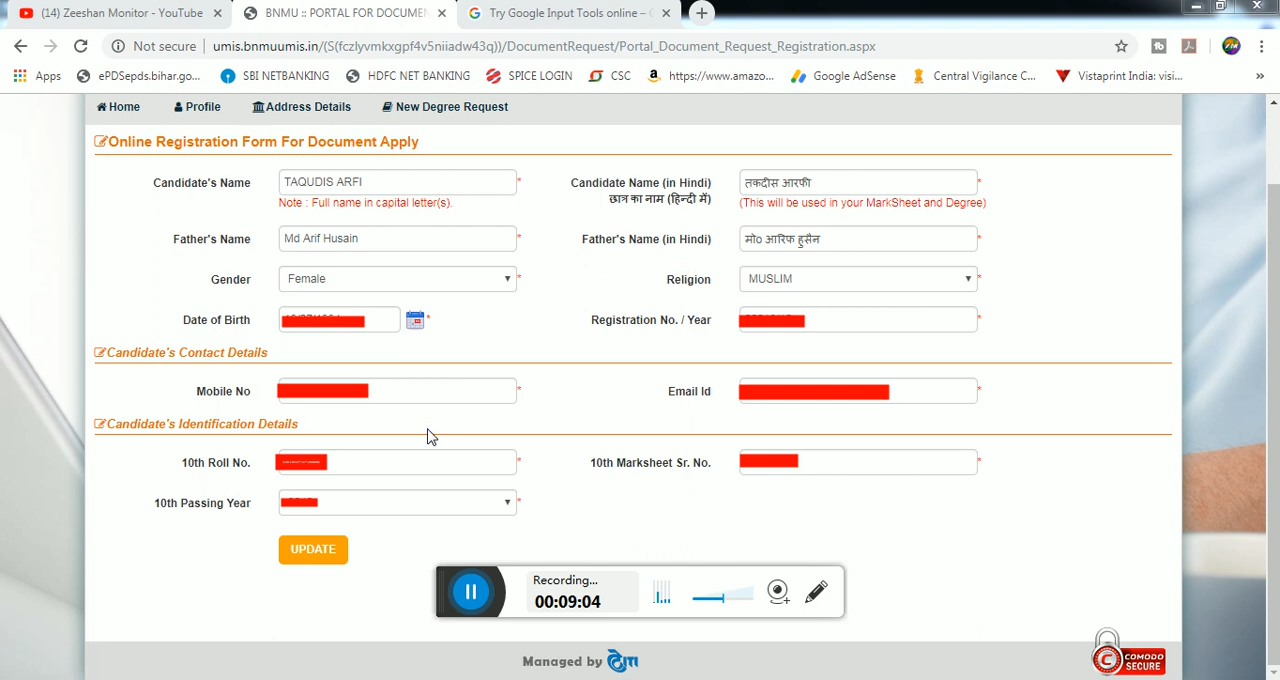 (14) Zeeshan Monitor - YouTube
BNMU :: PORTAL FOR DOCUMEN
Try Google Input Tools online –
Not secure
umis.bnmuumis.in/(S(fczlyvmkxgpf4v5niiadw43q))/DocumentRequest/Portal_Document_Request_Registration.aspx
Apps
ePDSepds.bihar.go...
SBI NETBANKING
HDFC NET BANKING
SPICE LOGIN
CSC
https://www.amazo...
Google AdSense
Central Vigilance C...
Vistaprint India: visi...
Home
Profile
Address Details
New Degree Request
Online Registration Form For Document Apply
Candidate's Name
TAQUDIS ARFI
*
Note : Full name in capital letter(s).
Candidate Name (in Hindi)
छात्र का नाम (हिन्दी में)
तकदीस आरफी
*
(This will be used in your MarkSheet and Degree)
Father's Name
Md Arif Husain
*
Father's Name (in Hindi)
मो० आरिफ हुसैन
*
Gender
Female
*
Religion
MUSLIM
*
Date of Birth
*
Registration No. / Year
*
Candidate's Contact Details
Mobile No
*
Email Id
*
Candidate's Identification Details
10th Roll No.
*
10th Marksheet Sr. No.
*
10th Passing Year
*
UPDATE
Recording...
00:09:04
Managed by
COMODO
SECURE